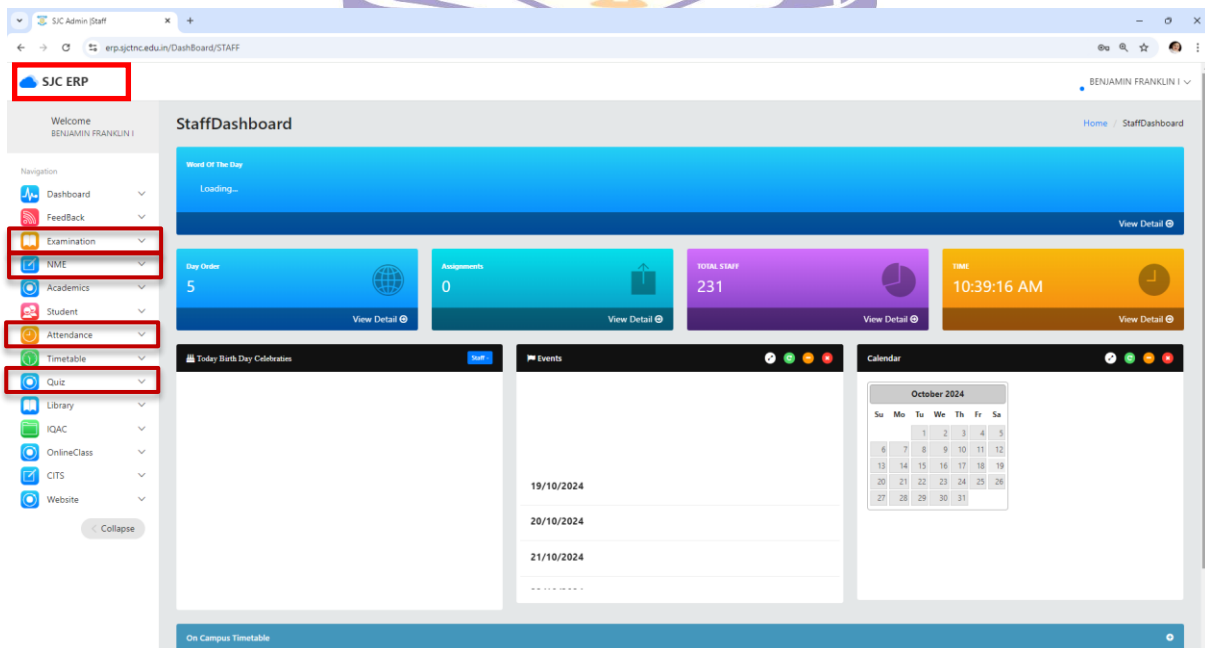 SJC Admin |Staff
erp.sjctnc.edu.in/DashBoard/STAFF
SJC ERP
BENJAMIN FRANKLIN I
Welcome
BENJAMIN FRANKLIN I
StaffDashboard
Home / StaffDashboard
Navigation
Dashboard
FeedBack
Examination
NME
Academics
Student
Attendance
Timetable
Quiz
Library
IQAC
OnlineClass
CITS
Website
< Collapse
Word Of The Day
Loading...
View Detail
Day Order
5
View Detail
Assignments
0
View Detail
TOTAL STAFF
231
View Detail
TIME
10:39:16 AM
View Detail
Today Birth Day Celebraties
Staff -
Events
19/10/2024
20/10/2024
21/10/2024
Calendar
October 2024
Su Mo Tu We Th Fr Sa
1 2 3 4 5
6 7 8 9 10 11 12
13 14 15 16 17 18 19
20 21 22 23 24 25 26
27 28 29 30 31
On Campus Timetable